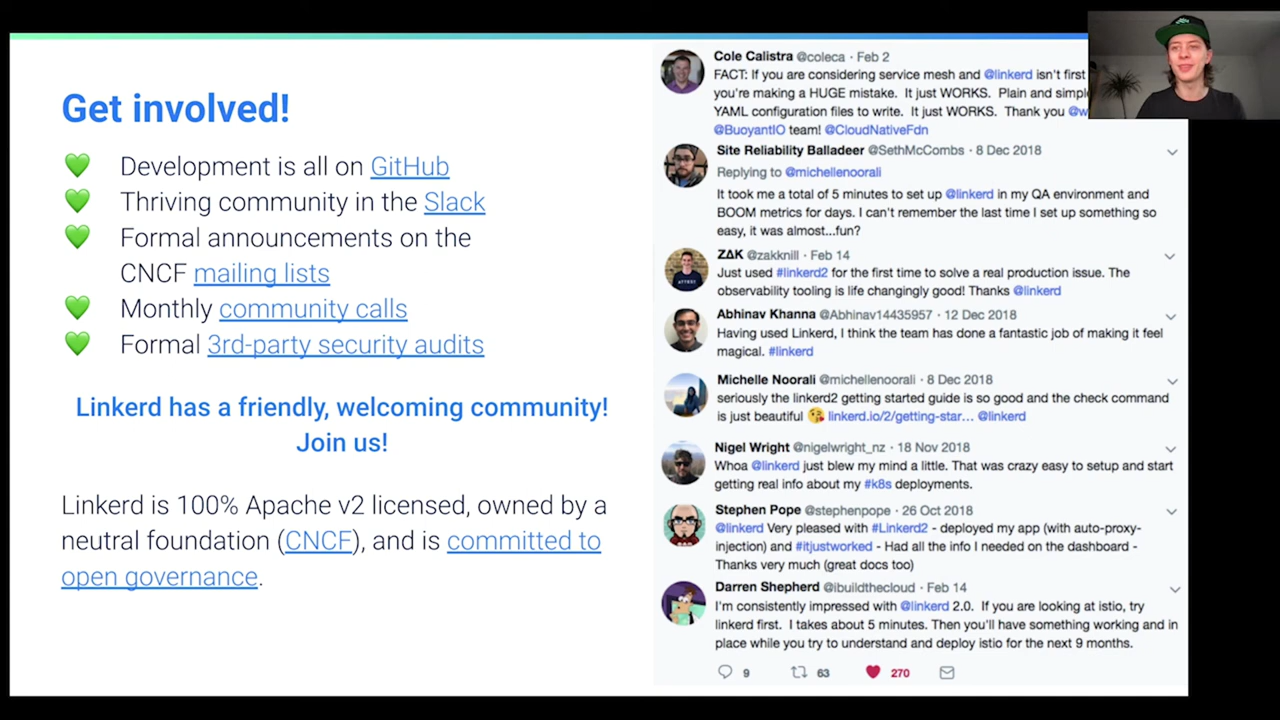 Get involved!
Development is all on GitHub
Thriving community in the Slack
Formal announcements on the
CNCF mailing lists
Monthly community calls
Formal 3rd-party security audits
Linkerd has a friendly, welcoming community!
Join us!
Linkerd is 100% Apache v2 licensed, owned by a
neutral foundation (CNCF), and is committed to
open governance.
Cole Calistra @coleca · Feb 2
FACT: If you are considering service mesh and @linkerd isn't first
you're making a HUGE mistake. It just WORKS. Plain and simple
YAML configuration files to write. It just WORKS. Thank you @w
@BuoyantIO team! @CloudNativeFdn
Site Reliability Balladeer @SethMcCombs · 8 Dec 2018
Replying to @michellenoorali
It took me a total of 5 minutes to set up @linkerd in my QA environment and
BOOM metrics for days. I can't remember the last time I set up something so
easy, it was almost...fun?
ZΔK @zakknill · Feb 14
Just used #linkerd2 for the first time to solve a real production issue. The
observability tooling is life changingly good! Thanks @linkerd
Abhinav Khanna @Abhinav14435957 · 12 Dec 2018
Having used Linkerd, I think the team has done a fantastic job of making it feel
magical. #linkerd
Michelle Noorali @michellenoorali · 8 Dec 2018
seriously the linkerd2 getting started guide is so good and the check command
is just beautiful 😘 linkerd.io/2/getting-star... @linkerd
Nigel Wright @nigelwright_nz · 18 Nov 2018
Whoa @linkerd just blew my mind a little. That was crazy easy to setup and start
getting real info about my #k8s deployments.
Stephen Pope @stephenpope · 26 Oct 2018
@linkerd Very pleased with #Linkerd2 - deployed my app (with auto-proxy-
injection) and #itjustworked - Had all the info I needed on the dashboard -
Thanks very much (great docs too)
Darren Shepherd @ibuildthecloud · Feb 14
I'm consistently impressed with @linkerd 2.0. If you are looking at istio, try
linkerd first. I takes about 5 minutes. Then you'll have something working and in
place while you try to understand and deploy istio for the next 9 months.
9 63 270